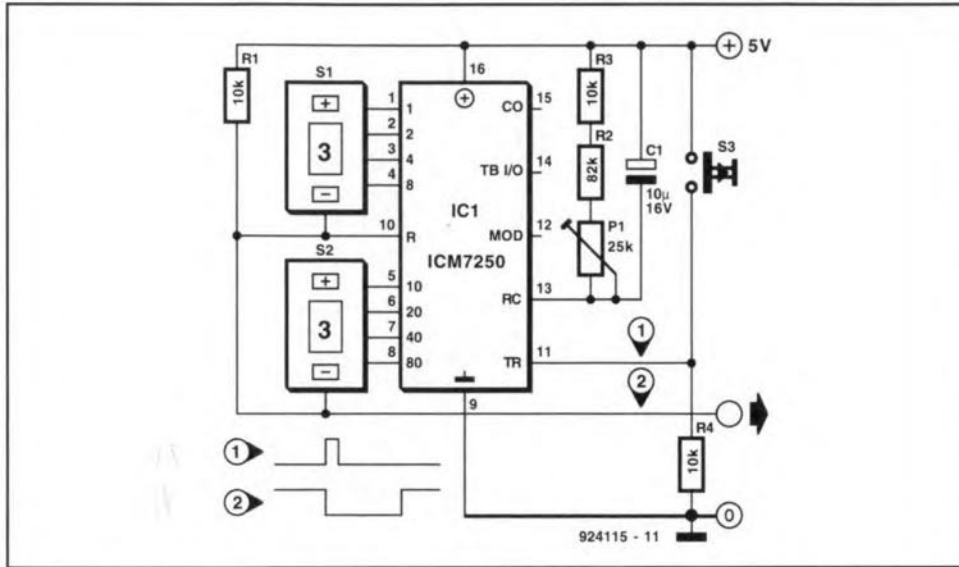 5V
R1
10k
S1
+
3
−
1
2
3
4
1
2
4
8
10
R
S2
+
3
−
5
6
7
8
10
20
40
80
16
+
IC1
ICM7250
CO
15
TB I/O
14
MOD
12
RC
13
TR
11
9
R3
10k
R2
82k
P1
25k
C1
10µ
16V
S3
+
1
2
R4
10k
0
1
2
924115 - 11